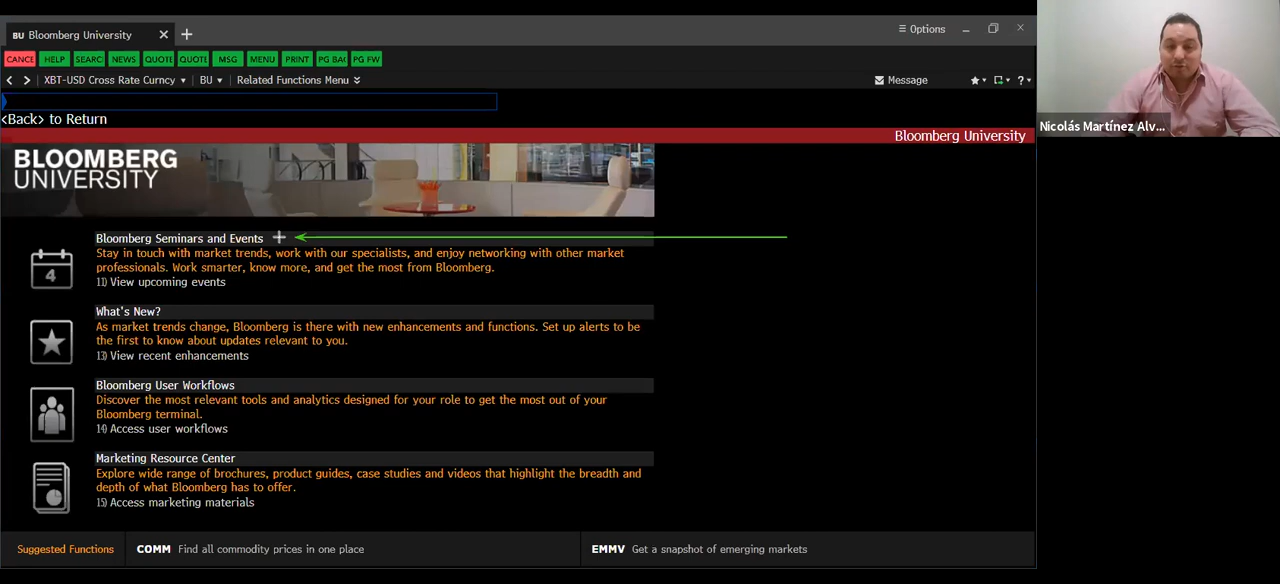 BU Bloomberg University
Options
CANCE HELP SEARC NEWS QUOTE QUOTE MSG MENU PRINT PG BAC PG FW
XBT-USD Cross Rate Curncy BU Related Functions Menu Message
<Back> to Return
Bloomberg University
BLOOMBERG
UNIVERSITY
Bloomberg Seminars and Events
Stay in touch with market trends, work with our specialists, and enjoy networking with other market
professionals. Work smarter, know more, and get the most from Bloomberg.
11) View upcoming events
4
What's New?
As market trends change, Bloomberg is there with new enhancements and functions. Set up alerts to be
the first to know about updates relevant to you.
13) View recent enhancements
Bloomberg User Workflows
Discover the most relevant tools and analytics designed for your role to get the most out of your
Bloomberg terminal.
14) Access user workflows
Marketing Resource Center
Explore wide range of brochures, product guides, case studies and videos that highlight the breadth and
depth of what Bloomberg has to offer.
15) Access marketing materials
Suggested Functions COMM Find all commodity prices in one place EMMV Get a snapshot of emerging markets
Nicolás Martínez Alv...